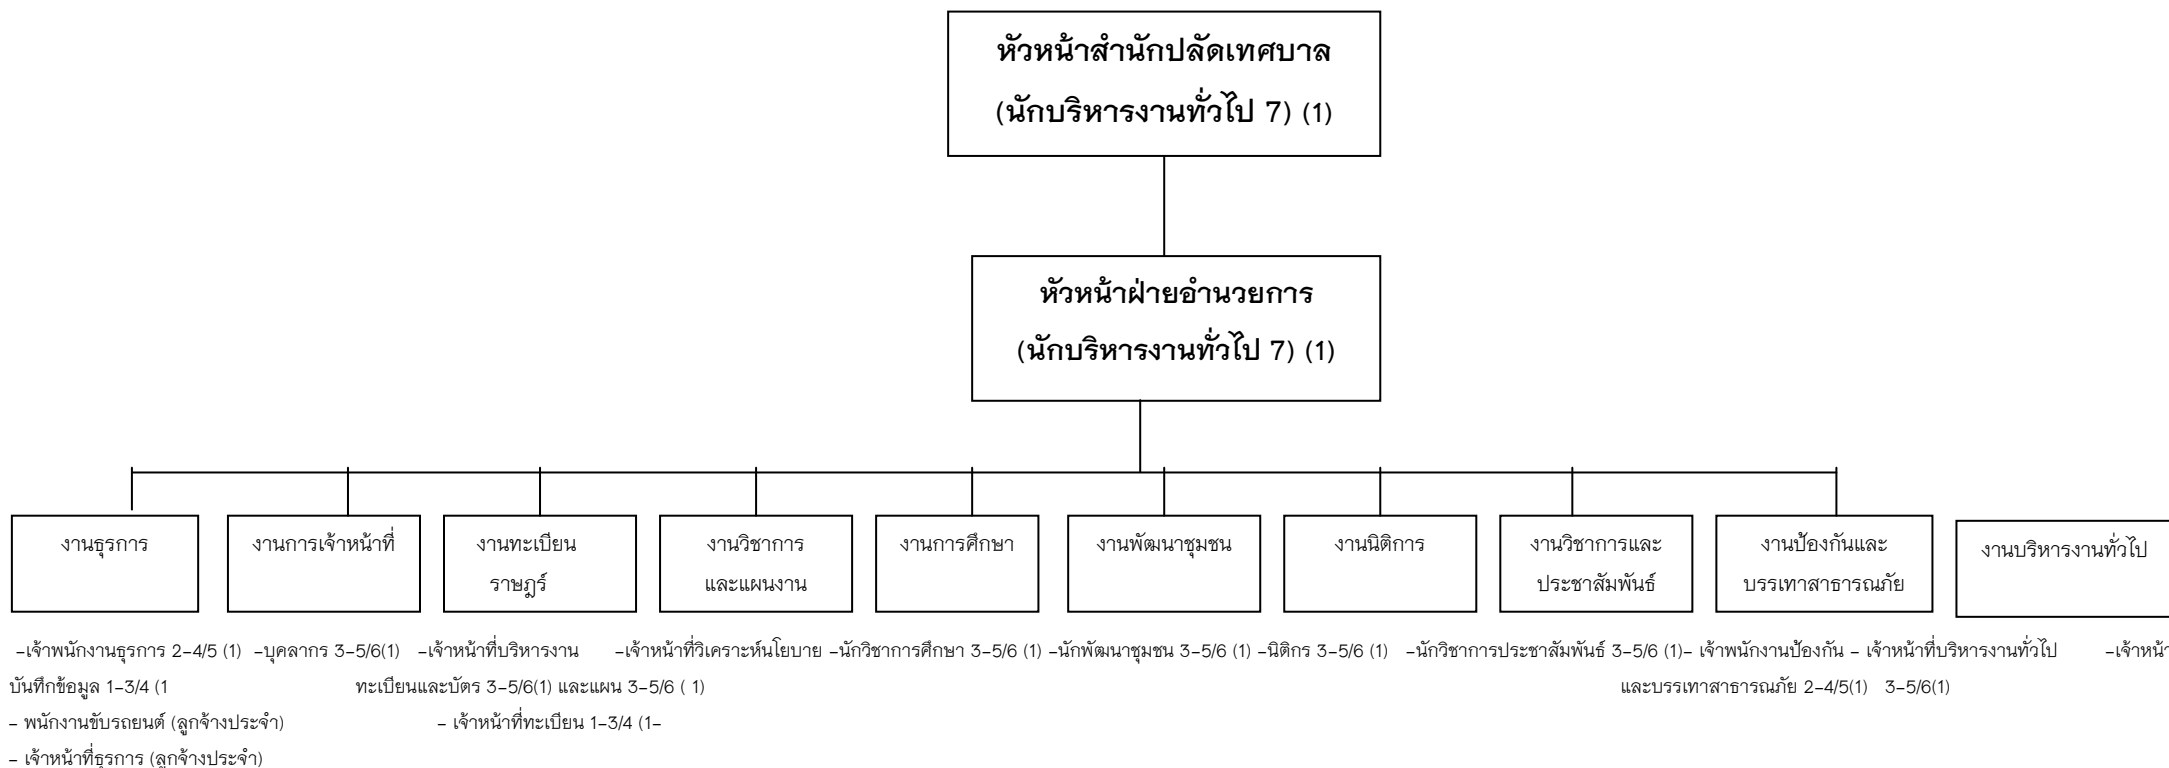 หัวหน้าสำนักปลัดเทศบาล
(นักบริหารงานทั่วไป 7) (1)
หัวหน้าฝ่ายอำนวยการ
(นักบริหารงานทั่วไป 7) (1)
งานธุรการ
งานการเจ้าหน้าที่
งานทะเบียน
ราษฎร์
งานวิชาการ
และแผนงาน
งานการศึกษา
งานพัฒนาชุมชน
งานนิติการ
งานวิชาการและ
ประชาสัมพันธ์
งานป้องกันและ
บรรเทาสาธารณภัย
งานบริหารงานทั่วไป
-เจ้าพนักงานธุรการ 2-4/5 (1) -บุคลากร 3-5/6(1) -เจ้าหน้าที่บริหารงาน -เจ้าหน้าที่วิเคราะห์นโยบาย -นักวิชาการศึกษา 3-5/6 (1) -นักพัฒนาชุมชน 3-5/6 (1) -นิติกร 3-5/6 (1) -นักวิชาการประชาสัมพันธ์ 3-5/6 (1)- เจ้าพนักงานป้องกัน - เจ้าหน้าที่บริหารงานทั่วไป -เจ้าหน้า
บันทึกข้อมูล 1-3/4 (1 ทะเบียนและบัตร 3-5/6(1) และแผน 3-5/6 ( 1) และบรรเทาสาธารณภัย 2-4/5(1) 3-5/6(1)
- พนักงานขับรถยนต์ (ลูกจ้างประจำ) - เจ้าหน้าที่ทะเบียน 1-3/4 (1-
- เจ้าหน้าที่ธุรการ (ลูกจ้างประจำ)